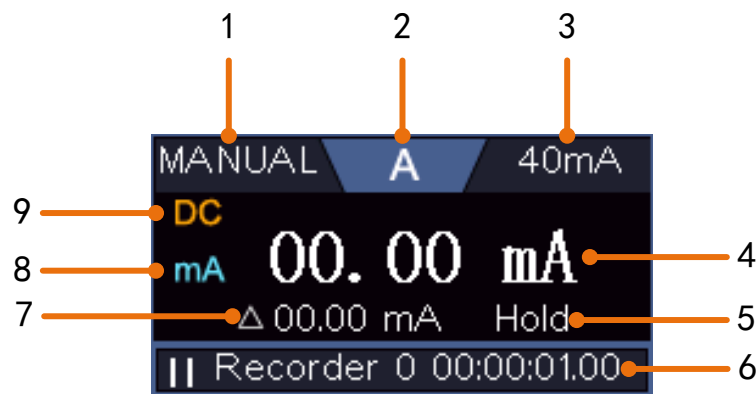 1 2 3
MANUAL A 40mA
9 DC
8 mA 00.00 mA 4
7 △ 00.00 mA Hold 5
|| Recorder 0 00:00:01.00 6